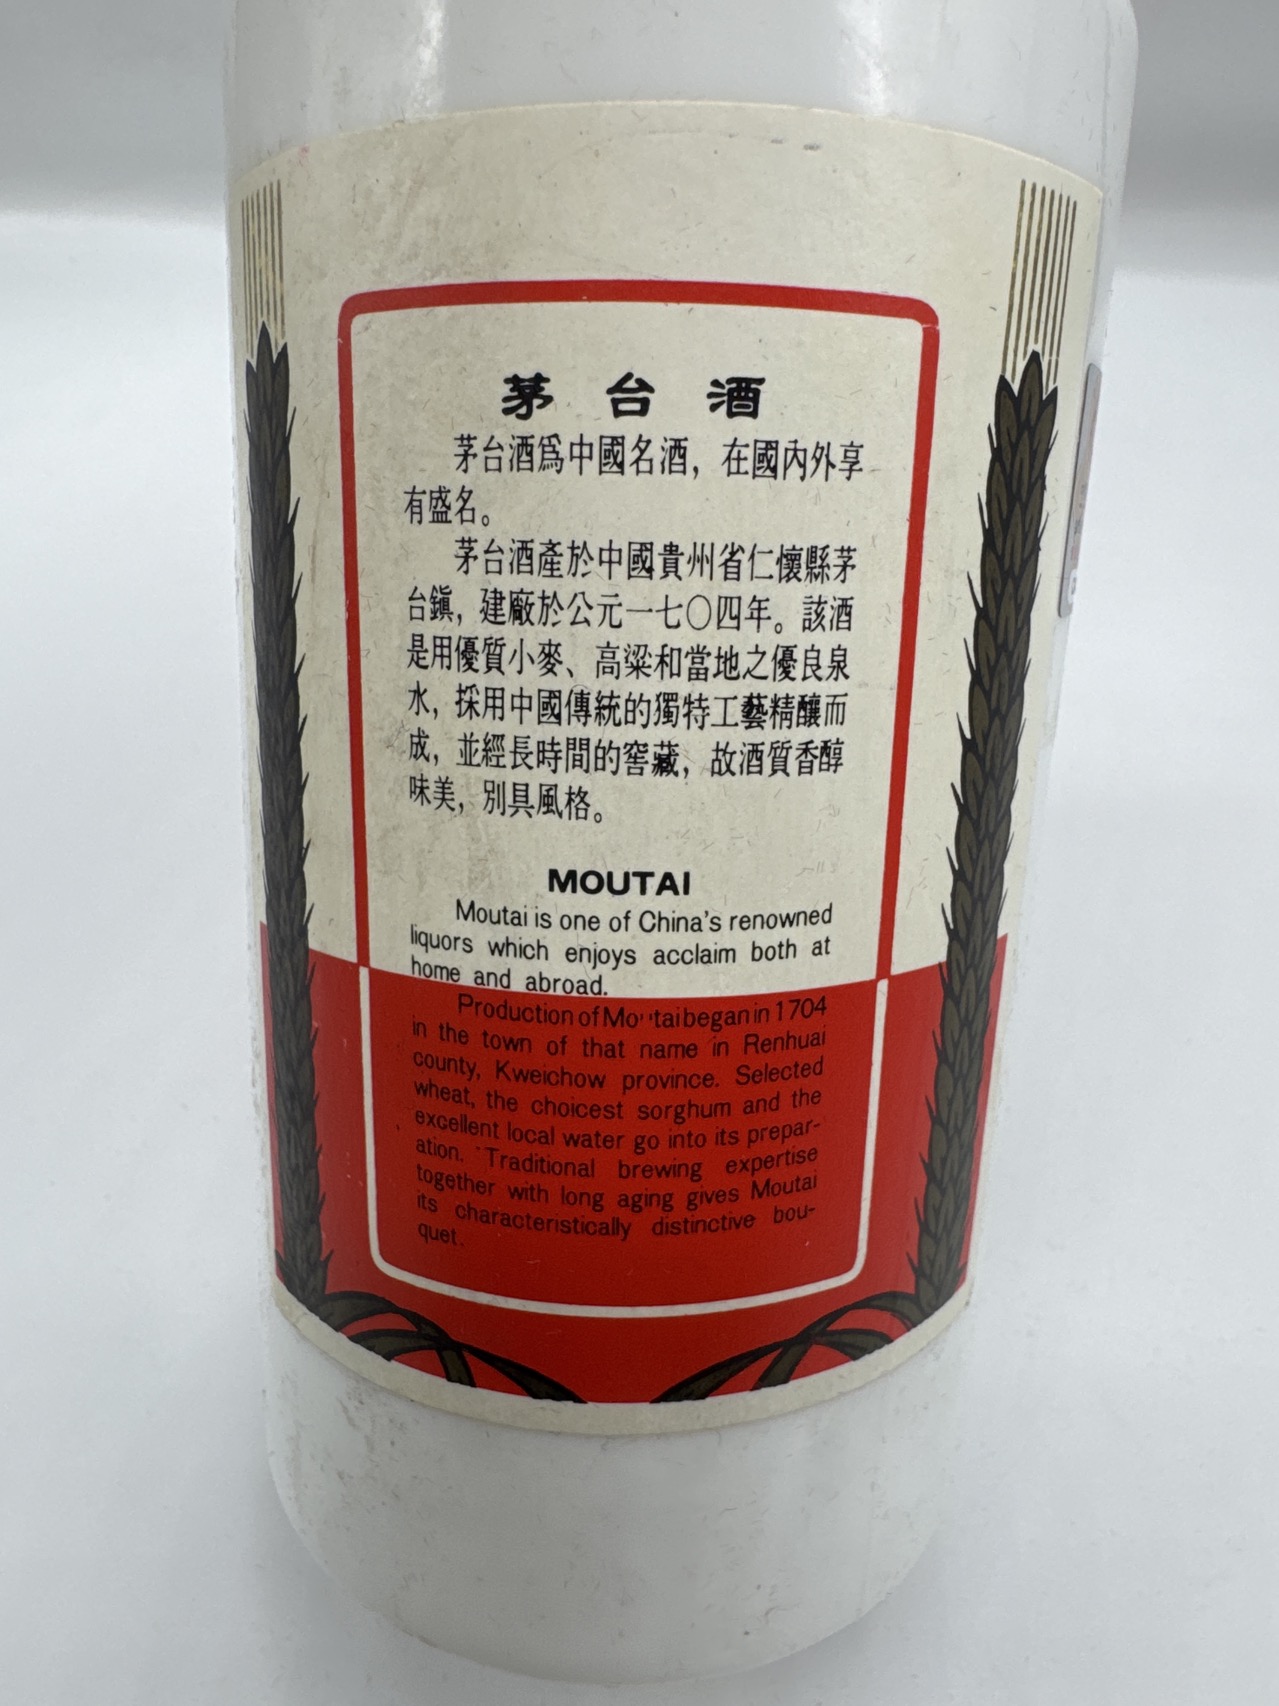 茅台酒
茅台酒爲中國名酒，在國內外享
有盛名。
茅台酒產於中國貴州省仁懷縣茅
台鎮，建廠於公元一七〇四年。該酒
是用優質小麥、高粱和當地之優良泉
水，採用中國傳統的獨特工藝精釀而
成，並經長時間的窖藏，故酒質香醇
味美，別具風格。
MOUTAI
Moutai is one of China's renowned
liquors which enjoys acclaim both at
home and abroad.
Production of Moutai began in 1704
in the town of that name in Renhuai
county, Kweichow province. Selected
wheat, the choicest sorghum and the
excellent local water go into its prepar-
ation. Traditional brewing expertise
together with long aging gives Moutai
its characteristically distinctive bou-
quet.